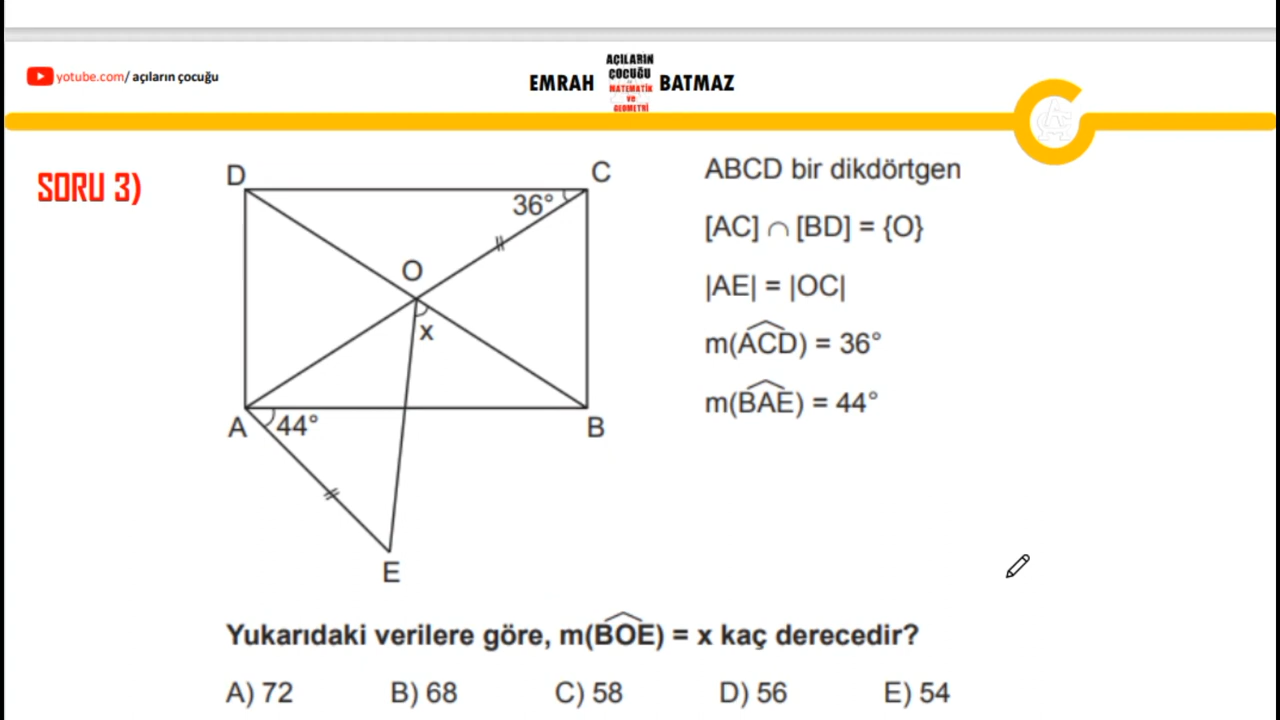 yotube.com/ açıların çocuğu
AÇILARIN
ÇOCUĞU
EMRAH BATMAZ
MATEMATİK
ve
GEOMETRİ
SORU 3)
D
C
36°
O
x
A
44°
B
E
ABCD bir dikdörtgen
[AC] ∩ [BD] = {O}
|AE| = |OC|
m(ACD) = 36°
m(BAE) = 44°
Yukarıdaki verilere göre, m(BOE) = x kaç derecedir?
A) 72 B) 68 C) 58 D) 56 E) 54